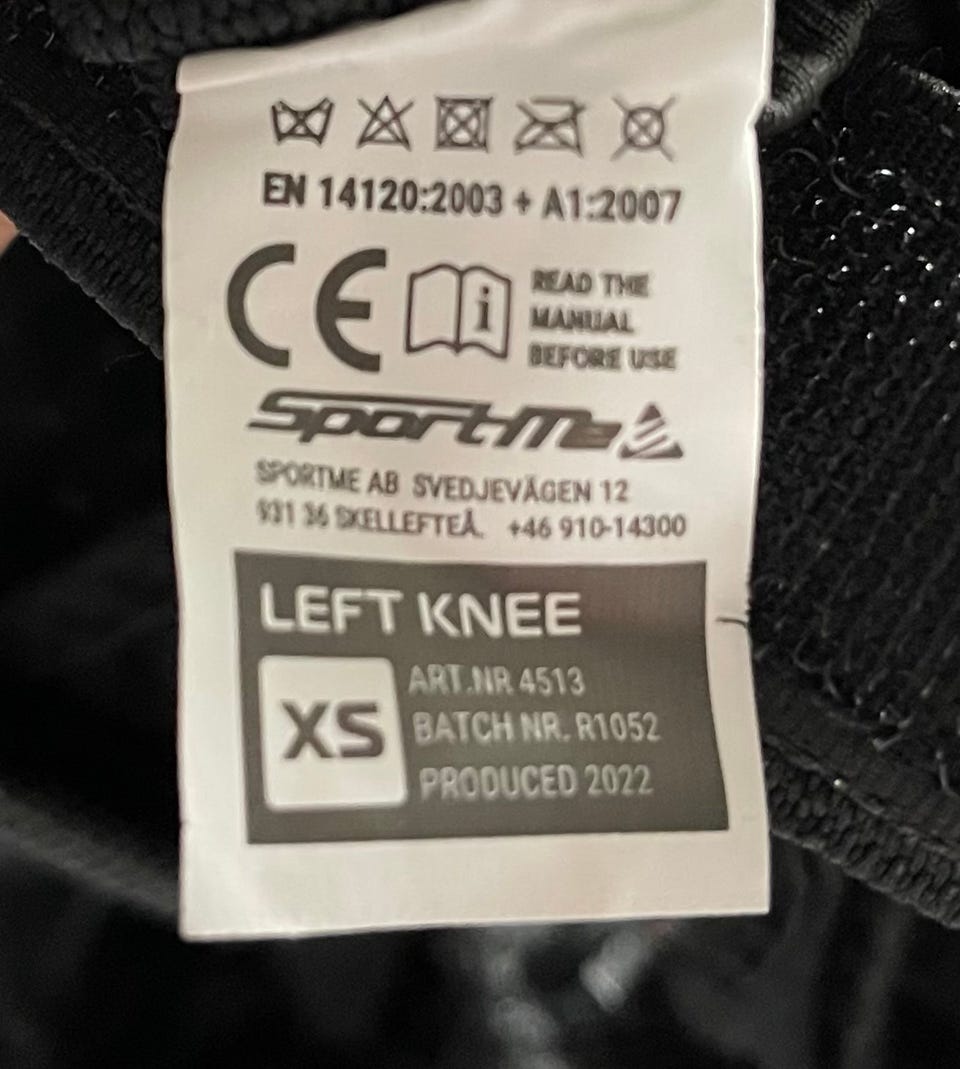 EN 14120:2003 + A1:2007
CE
i
READ THE
MANUAL
BEFORE USE
SportMe
SPORTME AB SVEDJEVÄGEN 12
931 36 SKELLEFTEÅ. +46 910-14300
LEFT KNEE
XS
ART.NR 4513
BATCH NR. R1052
PRODUCED 2022